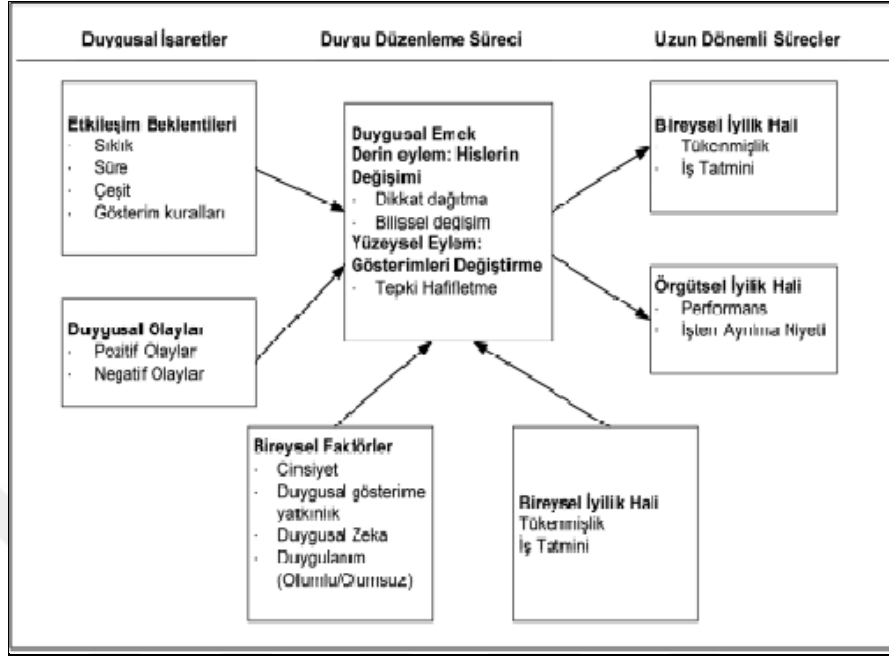 Duygusal İşaretler
Duygu Düzenleme Süreci
Uzun Dönemli Süreçler
Etkileşim Beklentileri
· Sıklık
· Süre
· Çeşit
· Gösterim kuralları
Duygusal Olaylar
· Pozitif Olaylar
· Negatif Olaylar
Duygusal Emek
Derin eylem: Hislerin
Değişimi
· Dikkat dağıtma
· Bilişsel değişim
Yüzeysel Eylem:
Gösterimleri Değiştirme
· Tepki Hafifletme
Bireysel İyilik Hali
· Tükenmişlik
· İş Tatmini
Örgütsel İyilik Hali
· Performans
· İşten Ayrılma Niyeti
Bireysel Faktörler
· Cinsiyet
· Duygusal gösterime
yatkınlık
· Duygusal Zeka
· Duygulanım
(Olumlu/Olumsuz)
Bireysel İyilik Hali
Tükenmişlik
İş Tatmini